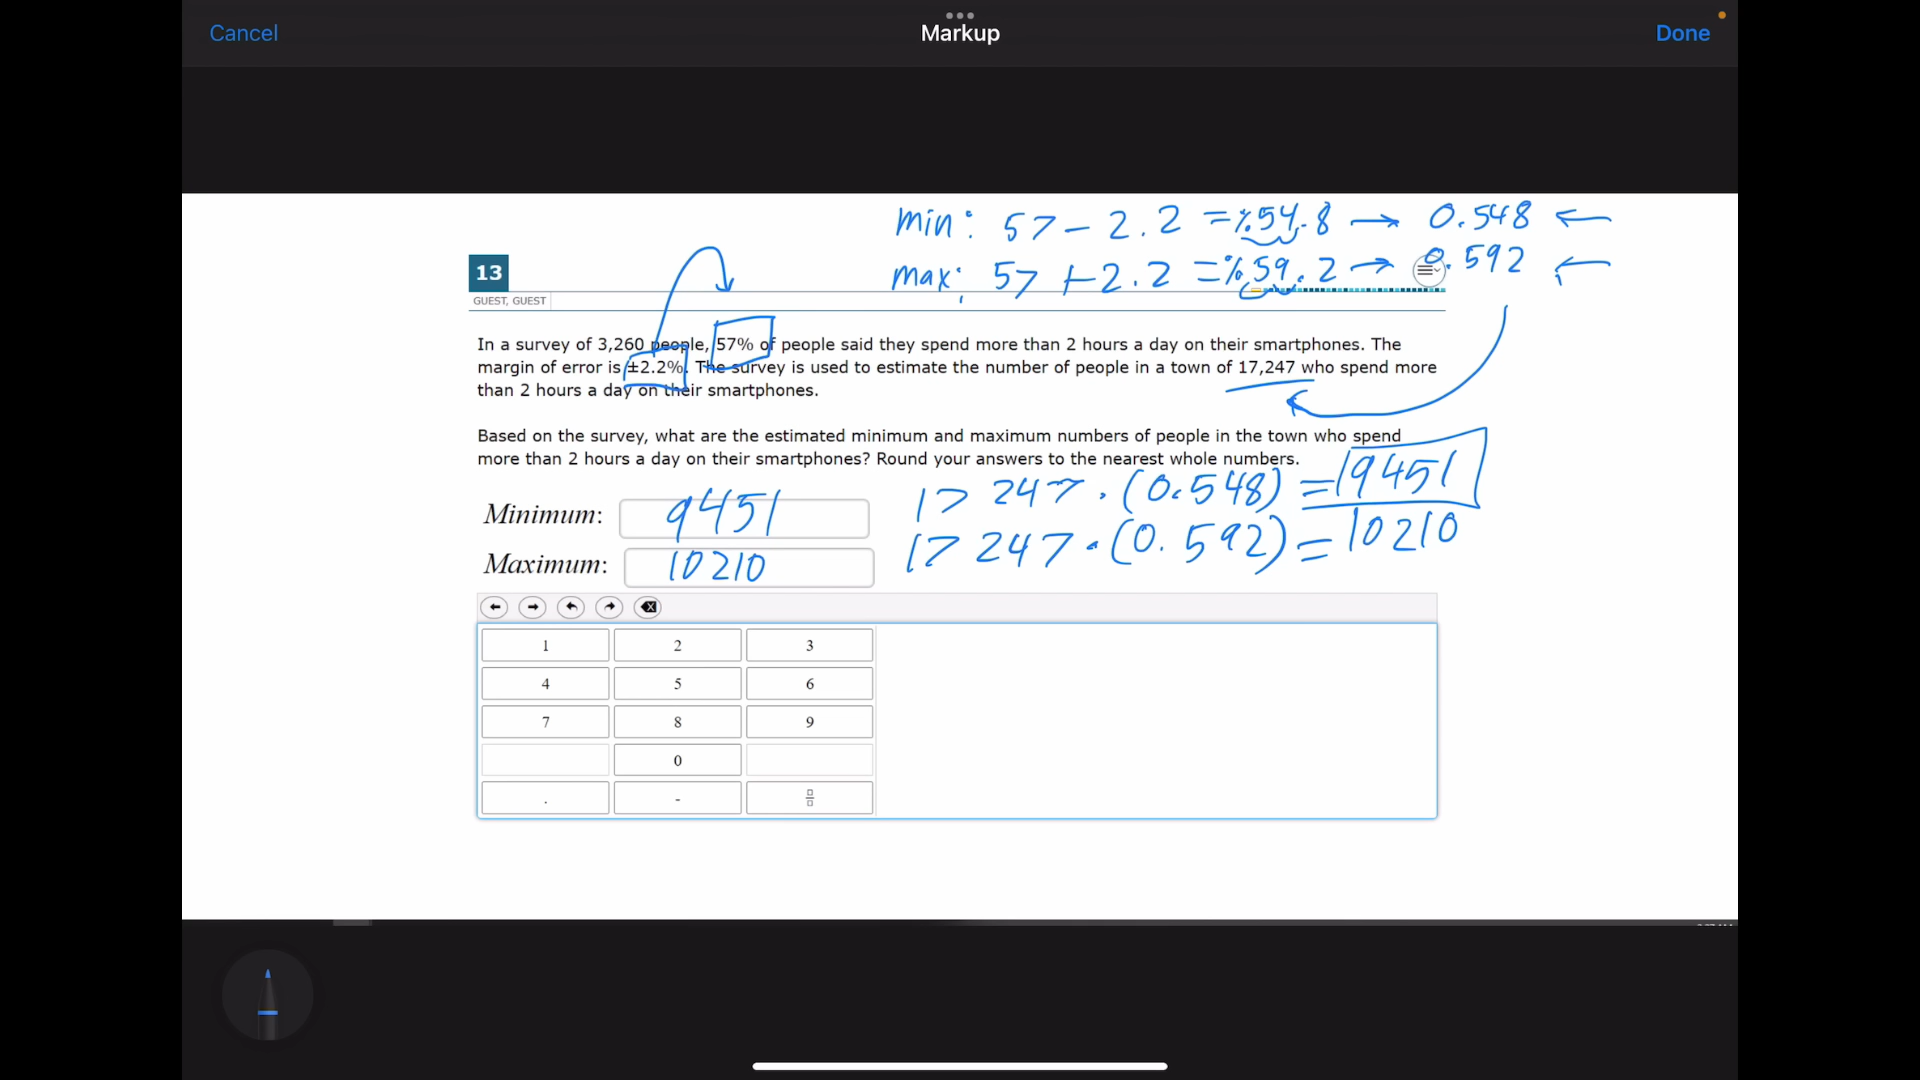 Cancel
Markup
Done
min: 57 - 2.2 = %54.8 → 0.548 ←
max: 57 + 2.2 = %59.2 → 0.592 ←
13
GUEST, GUEST
In a survey of 3,260 people, 57% of people said they spend more than 2 hours a day on their smartphones. The
margin of error is ±2.2%. The survey is used to estimate the number of people in a town of 17,247 who spend more
than 2 hours a day on their smartphones.
Based on the survey, what are the estimated minimum and maximum numbers of people in the town who spend
more than 2 hours a day on their smartphones? Round your answers to the nearest whole numbers.
Minimum: 9451
17 247 · (0.548) = 9451
Maximum: 10210
17 247 · (0.592) = 10210
1 2 3
4 5 6
7 8 9
0
. -